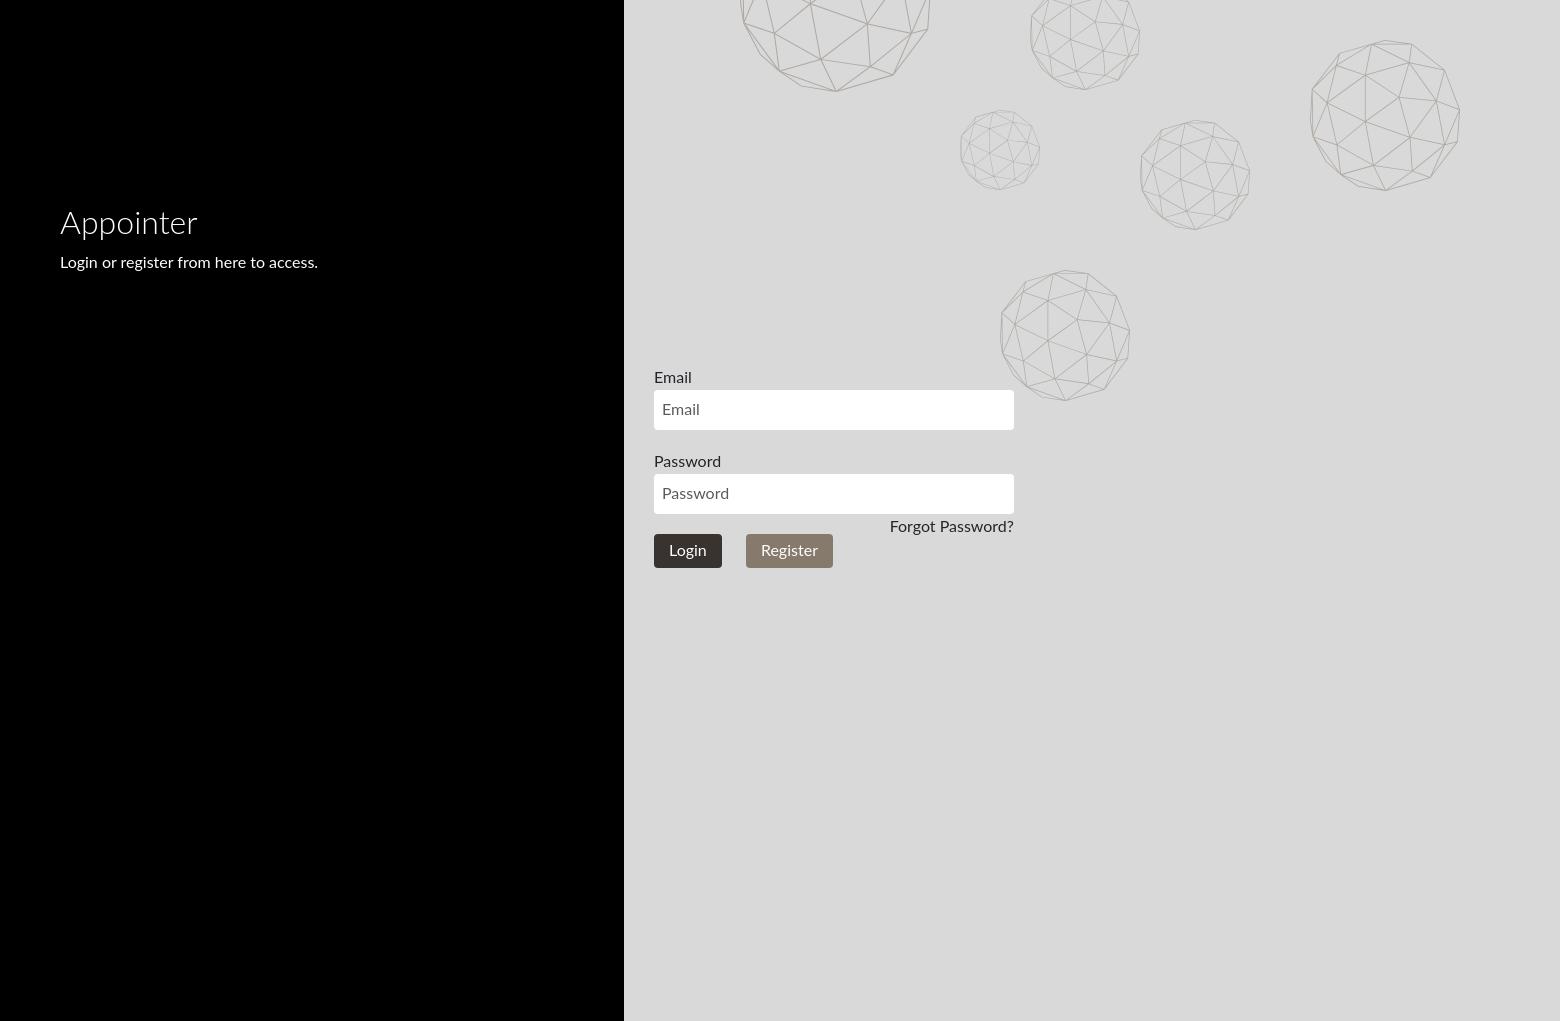 Appointer
Login or register from here to access.
Email
Email
Password
Password
Forgot Password?
Login
Register